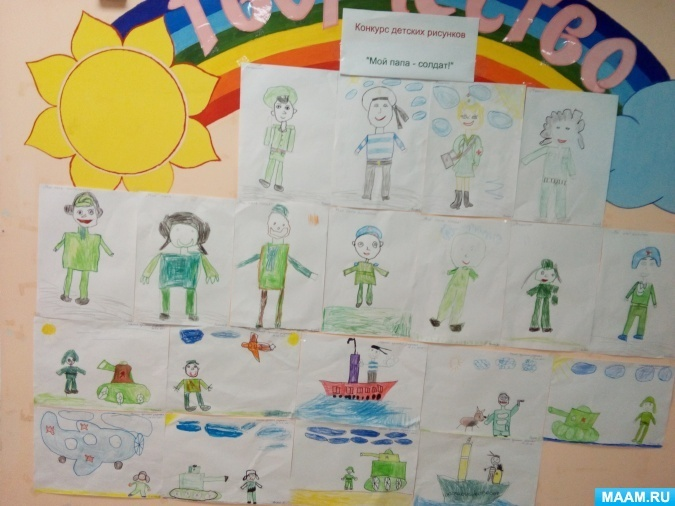 Творчество
Конкурс детских рисунков
"Мой папа - солдат!"
MAAM.RU